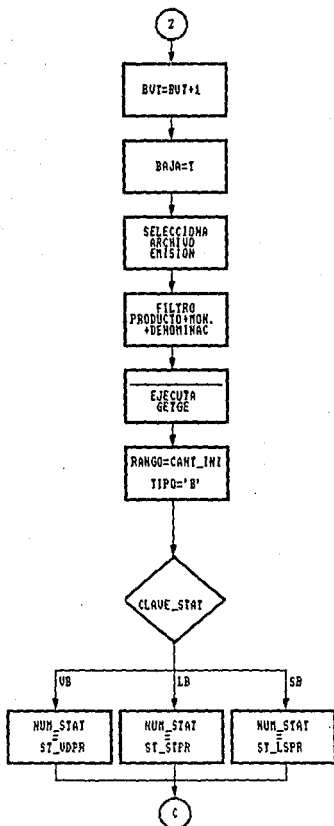 Z
BVT=BVT+1
BAJA=T
SELECCIONA
ARCHIVO
EMISION
FILTRO
PRODUCTO+MON.
+DENOMINAC
EJECUTA
GETGE
RANGO=CANT_INI
TIPO='B'
CLAVE_STAT
VB LB SB
NUM_STAT NUM_STAT NUM_STAT
= = =
ST_VDPR ST_STPR ST_LSPR
C